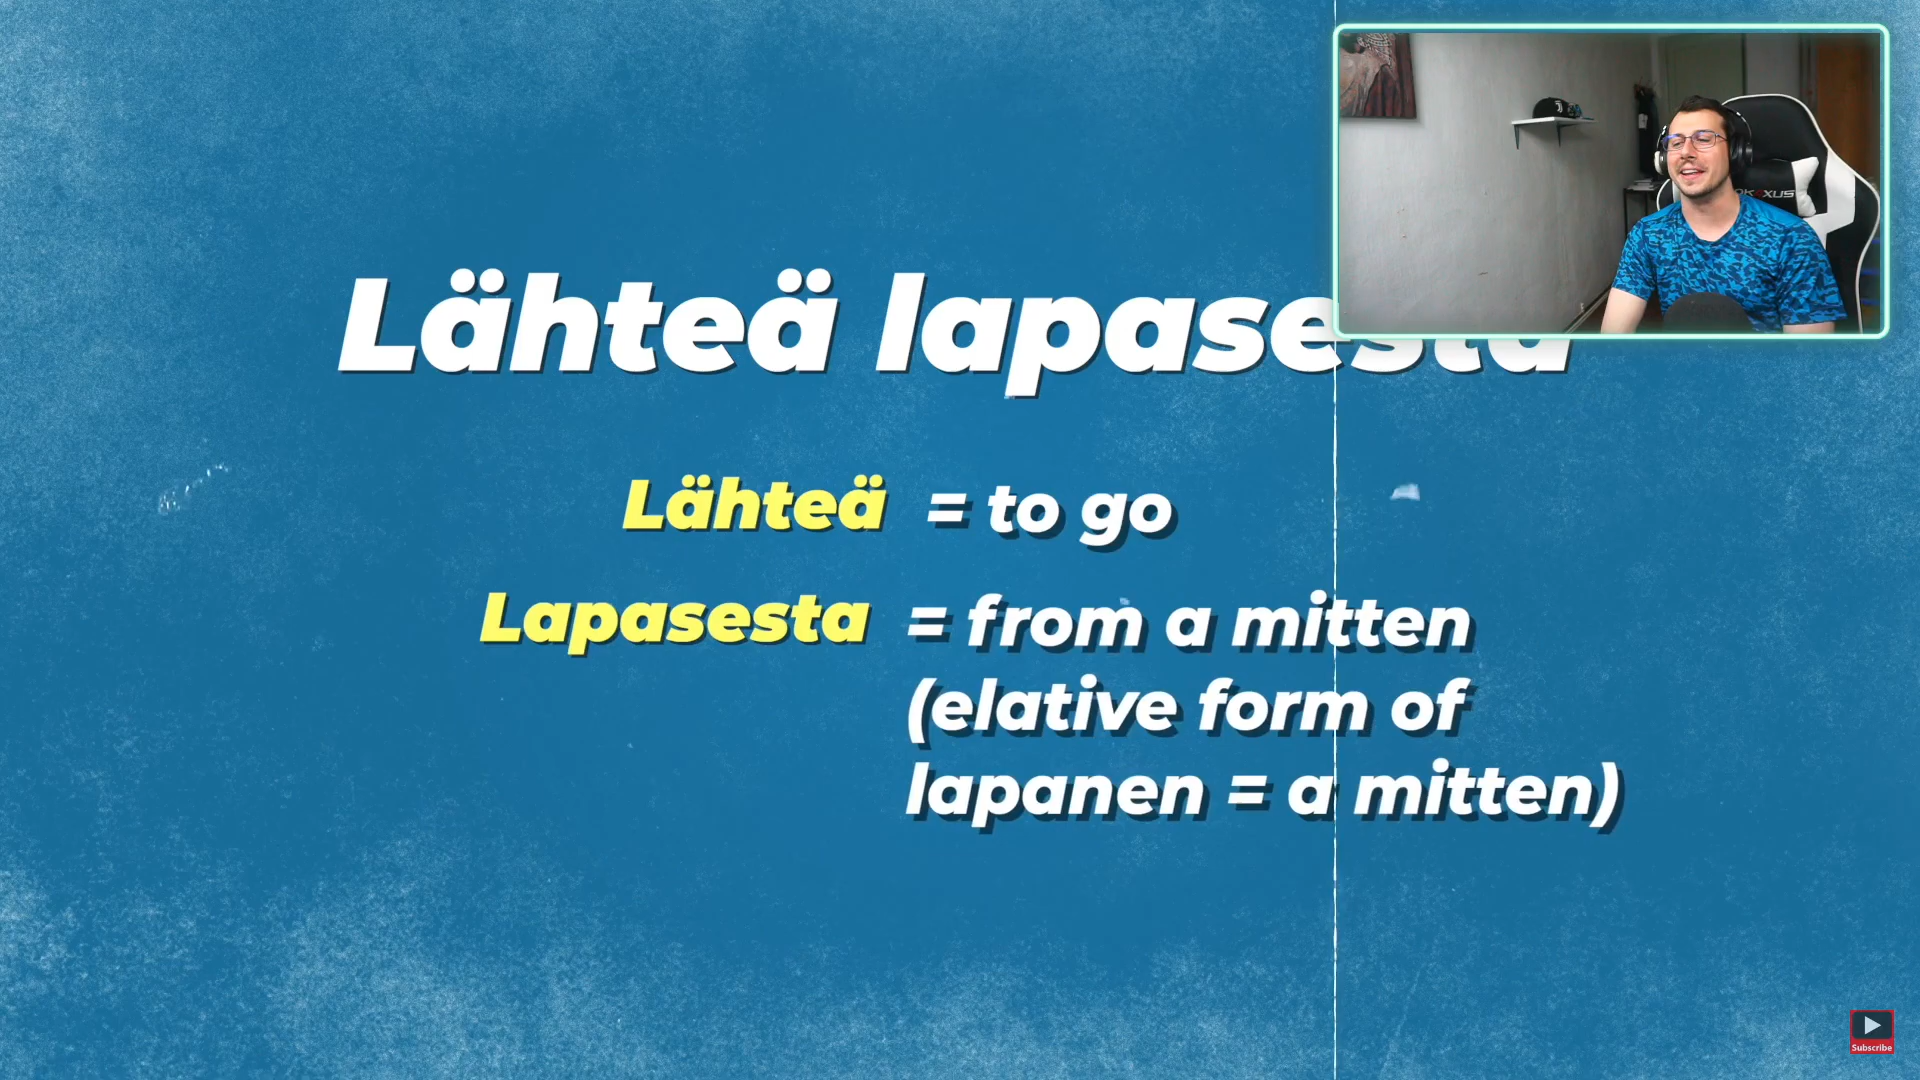 Lähteä lapasesta
Lähteä = to go
Lapasesta = from a mitten
(elative form of
lapanen = a mitten)
Subscribe